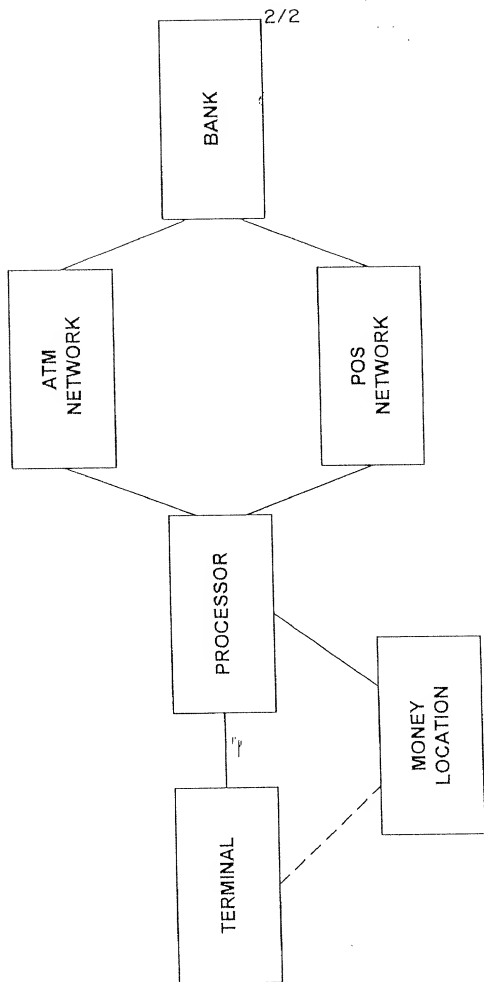 2/2
BANK
ATM
NETWORK
POS
NETWORK
PROCESSOR
MONEY
LOCATION
TERMINAL